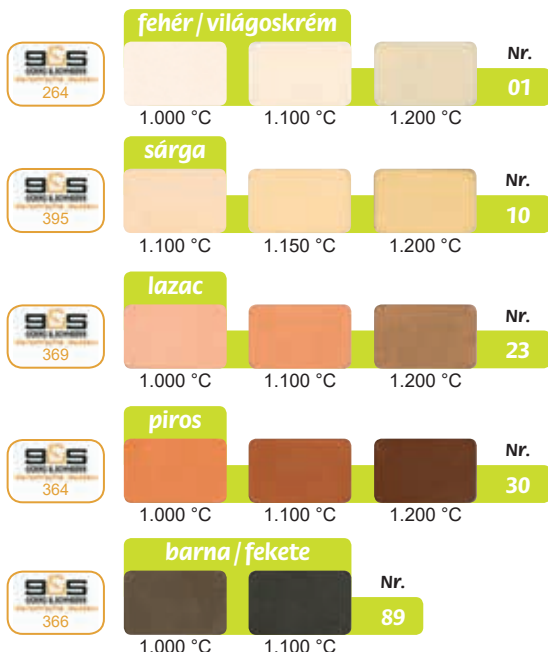 fehér / világoskrém
g&s
Nr.
264
01
1.000 °C 1.100 °C 1.200 °C
sárga
g&s
Nr.
395
10
1.100 °C 1.150 °C 1.200 °C
lazac
g&s
Nr.
369
23
1.000 °C 1.100 °C 1.200 °C
piros
g&s
Nr.
364
30
1.000 °C 1.100 °C 1.200 °C
barna / fekete
g&s
Nr.
366
89
1.000 °C 1.100 °C